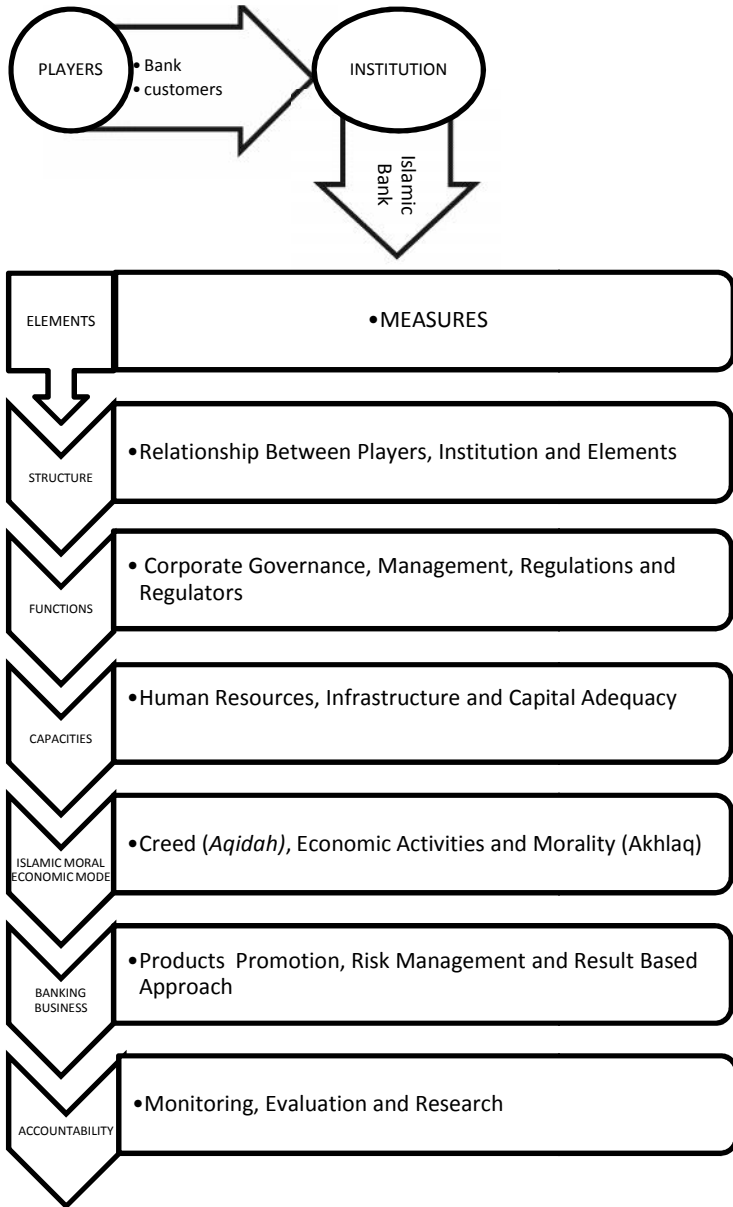 PLAYERS
• Bank
• customers
INSTITUTION
Islamic
Bank
ELEMENTS
•MEASURES
STRUCTURE
•Relationship Between Players, Institution and Elements
FUNCTIONS
• Corporate Governance, Management, Regulations and
Regulators
CAPACITIES
•Human Resources, Infrastructure and Capital Adequacy
ISLAMIC MORAL
ECONOMIC MODE
•Creed (Aqidah), Economic Activities and Morality (Akhlaq)
BANKING
BUSINESS
•Products Promotion, Risk Management and Result Based
Approach
ACCOUNTABILITY
•Monitoring, Evaluation and Research